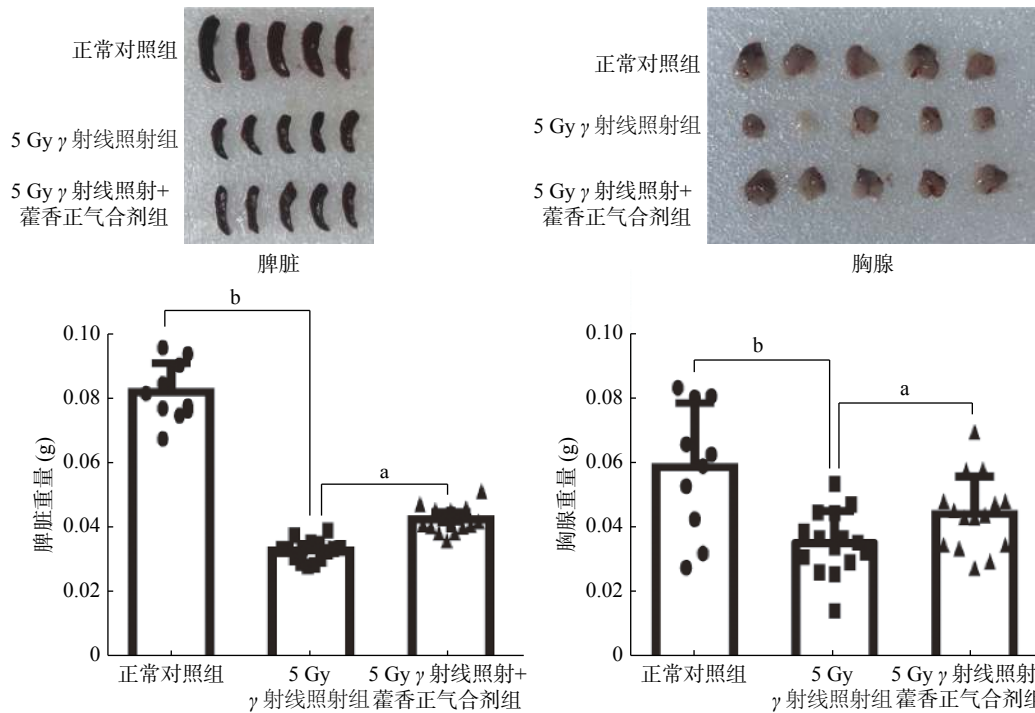 正常对照组
5 Gy γ 射线照射组
5 Gy γ 射线照射+
藿香正气合剂组
脾脏
正常对照组
5 Gy γ 射线照射组
5 Gy γ 射线照射+
藿香正气合剂组
胸腺
脾脏重量 (g)
0.10
0.08
0.06
0.04
0.02
0
b
a
正常对照组
5 Gy
γ 射线照射组
5 Gy γ 射线照射+
藿香正气合剂组
胸腺重量 (g)
0.10
0.08
0.06
0.04
0.02
0
b
a
正常对照组
5 Gy
γ 射线照射组
5 Gy γ 射线照射
藿香正气合剂组